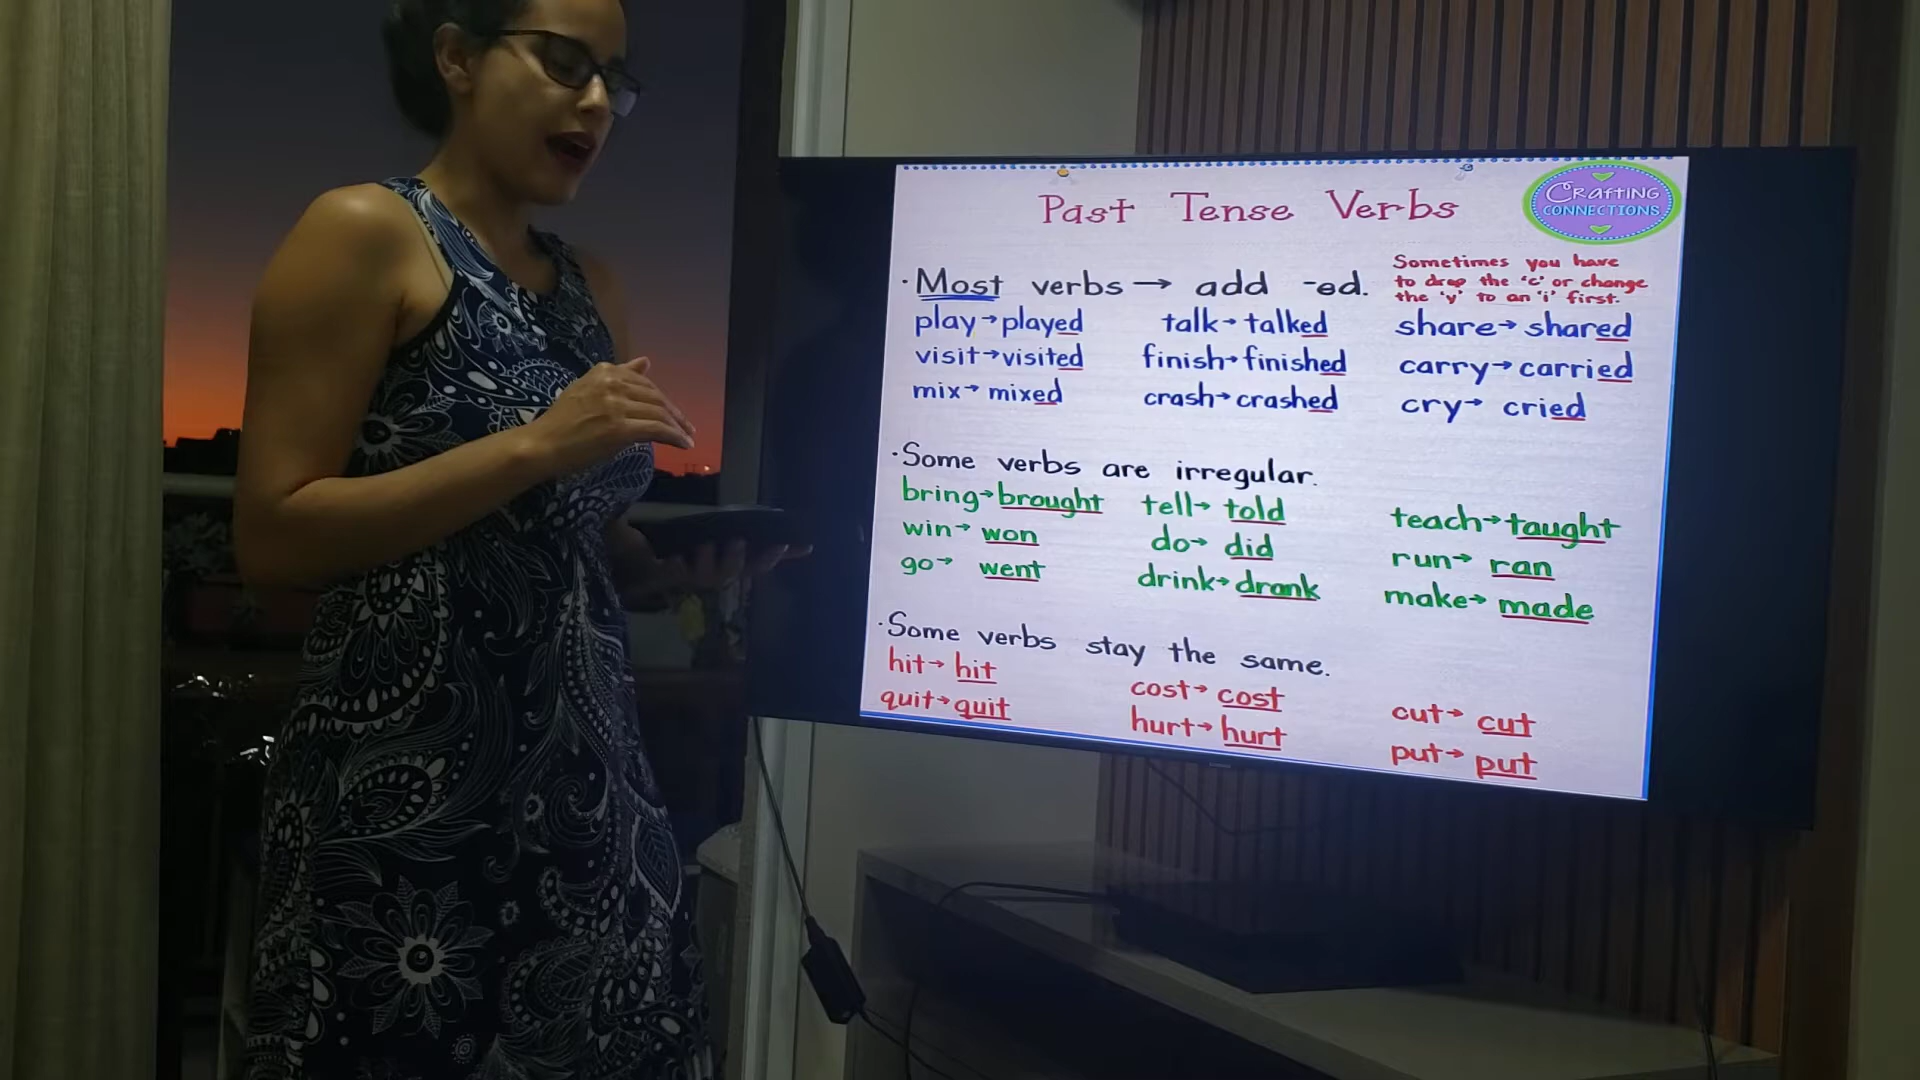 Past Tense Verbs
CRafTING
CONNECTIONS
·Most verbs→ add -ed.
Sometimes you have
to drop the 'e' or change
the 'y' to an 'i' first.
play→played talk→talked share→shared
visit→visited finish→finished carry→carried
mix→ mixed crash→crashed cry→ cried
·Some verbs are irregular.
bring→brought tell→ told teach→taught
win→ won do→ did run→ ran
go→ went drink→drank make→ made
·Some verbs stay the same.
hit→ hit cost→ cost cut→ cut
quit→quit hurt→hurt put→ put